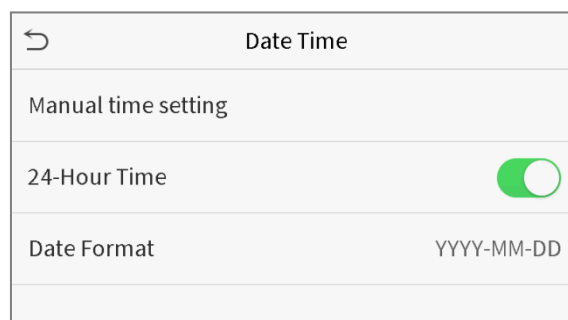 Date Time
Manual time setting
24-Hour Time
Date Format YYYY-MM-DD